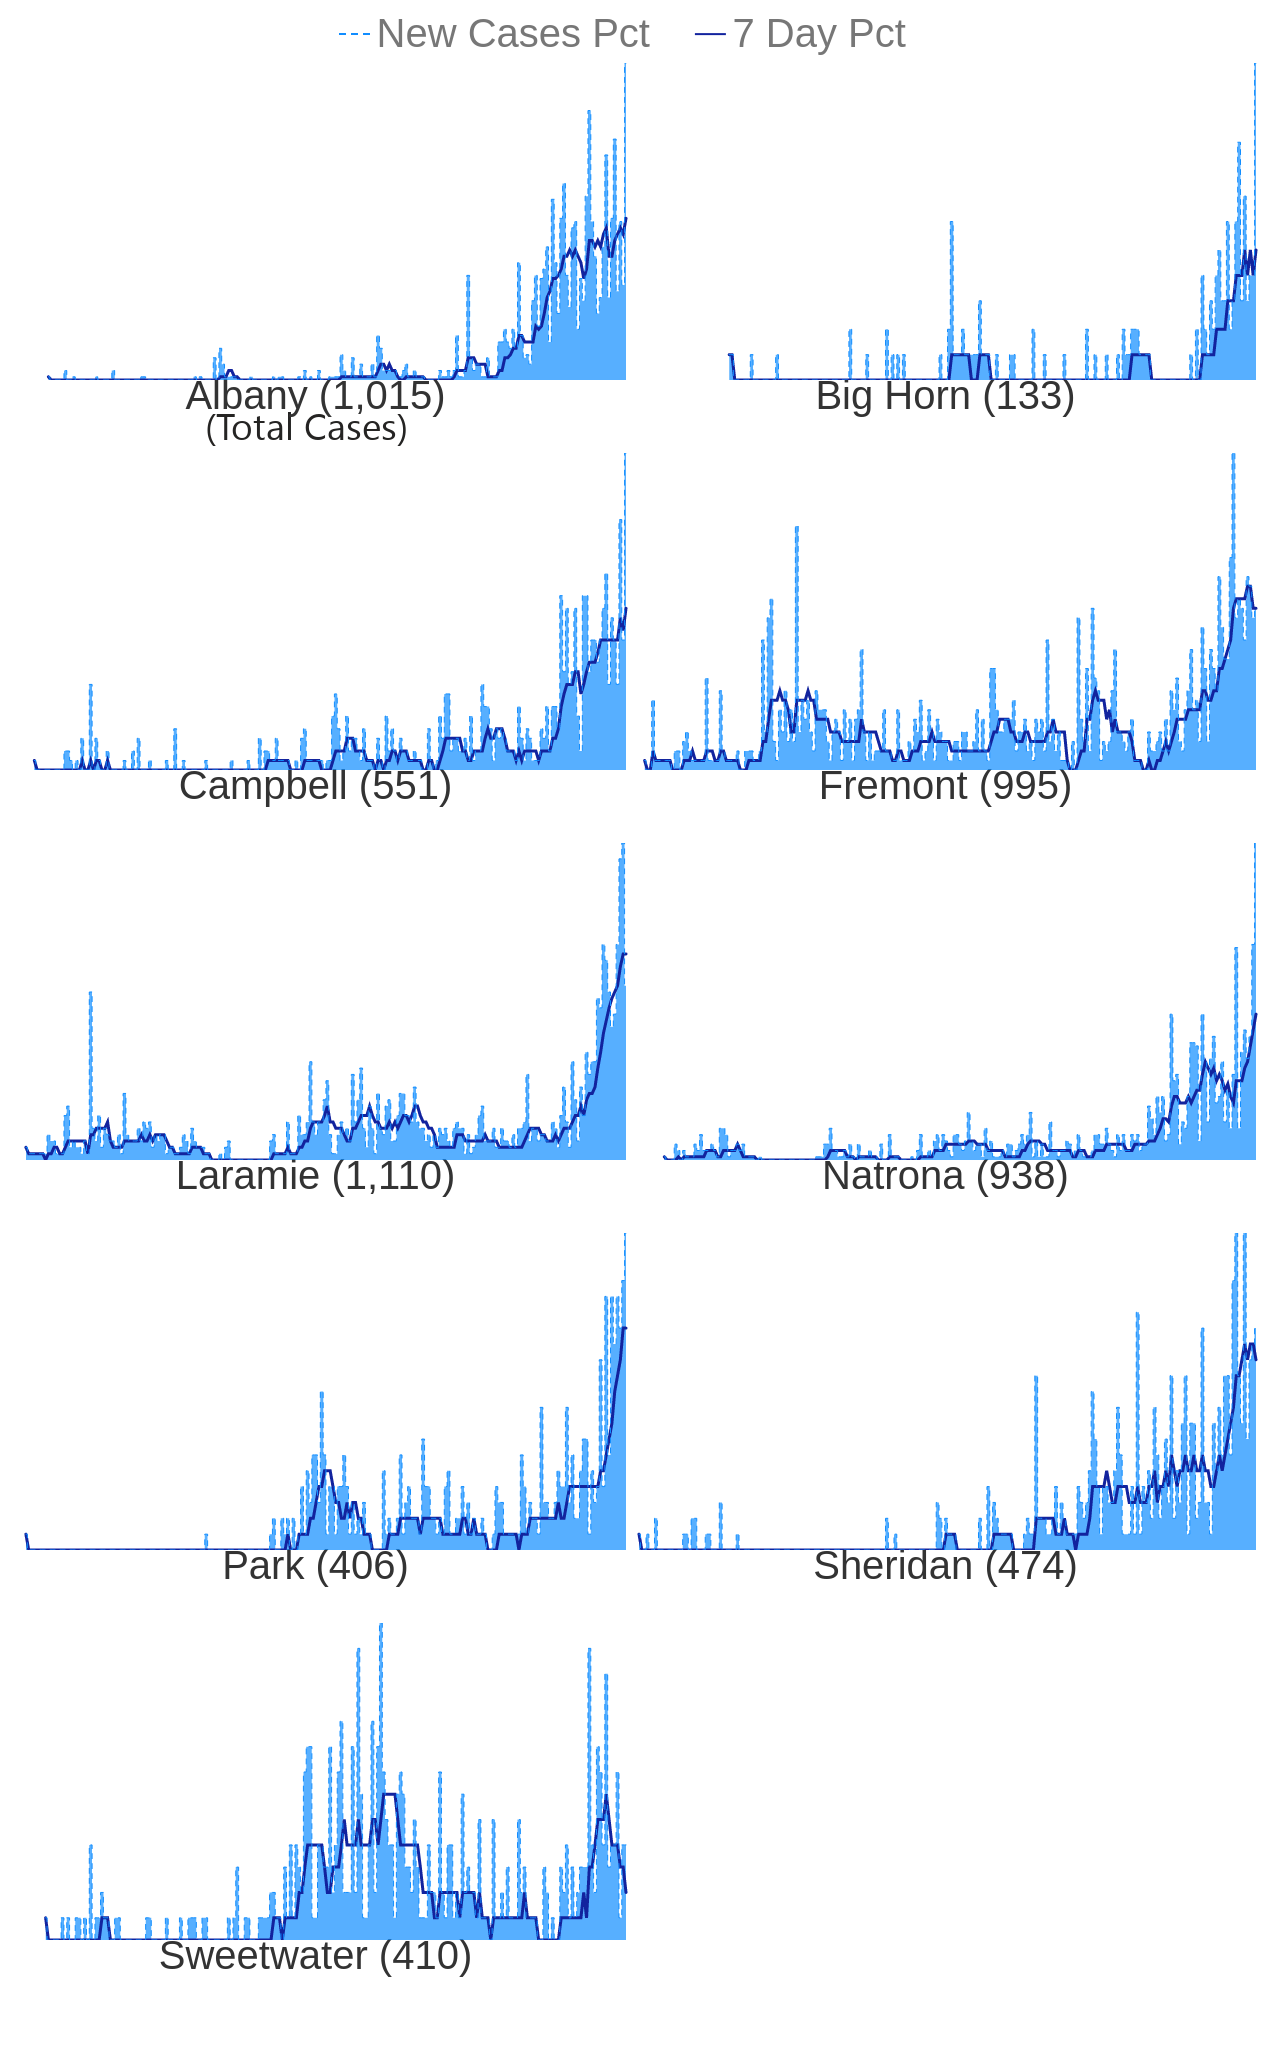 New Cases Pct 7 Day Pct
Albany (1,015)
(Total Cases)
Big Horn (133)
Campbell (551)
Fremont (995)
Laramie (1,110)
Natrona (938)
Park (406)
Sheridan (474)
Sweetwater (410)